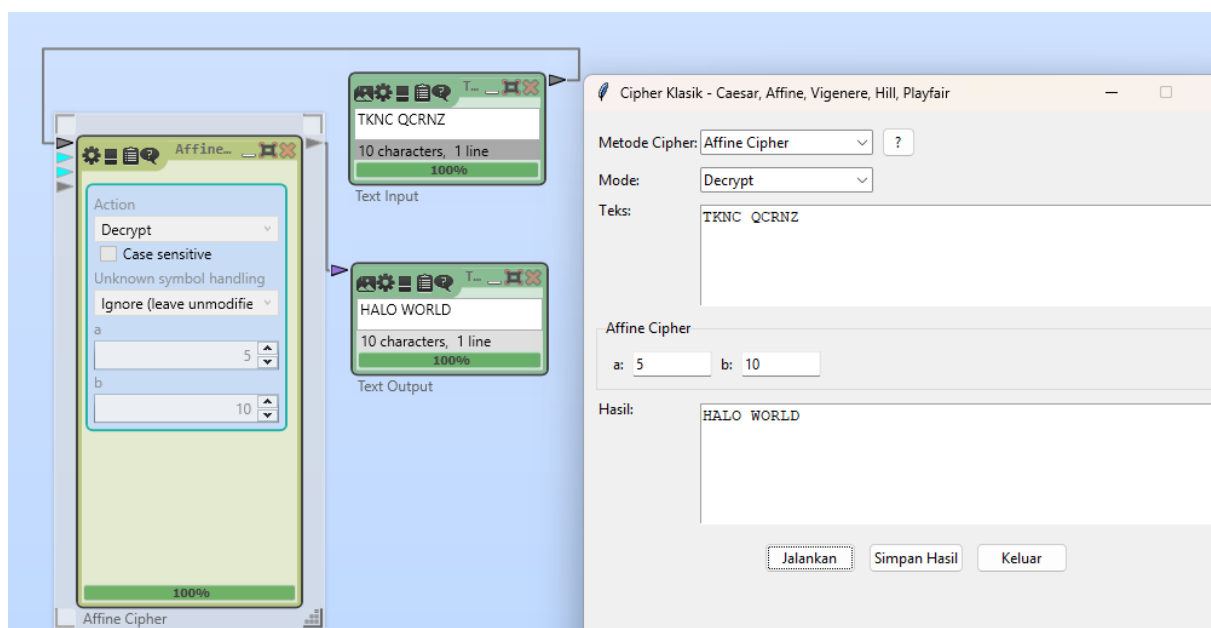 T...
TKNC QCRNZ
10 characters, 1 line
100%
Text Input
Affine...
Action
Decrypt
Case sensitive
Unknown symbol handling
Ignore (leave unmodifie
a
5
b
10
100%
Affine Cipher
T...
HALO WORLD
10 characters, 1 line
100%
Text Output
Cipher Klasik - Caesar, Affine, Vigenere, Hill, Playfair
Metode Cipher: Affine Cipher ?
Mode: Decrypt
Teks: TKNC QCRNZ
Affine Cipher
a: 5 b: 10
Hasil: HALO WORLD
Jalankan Simpan Hasil Keluar